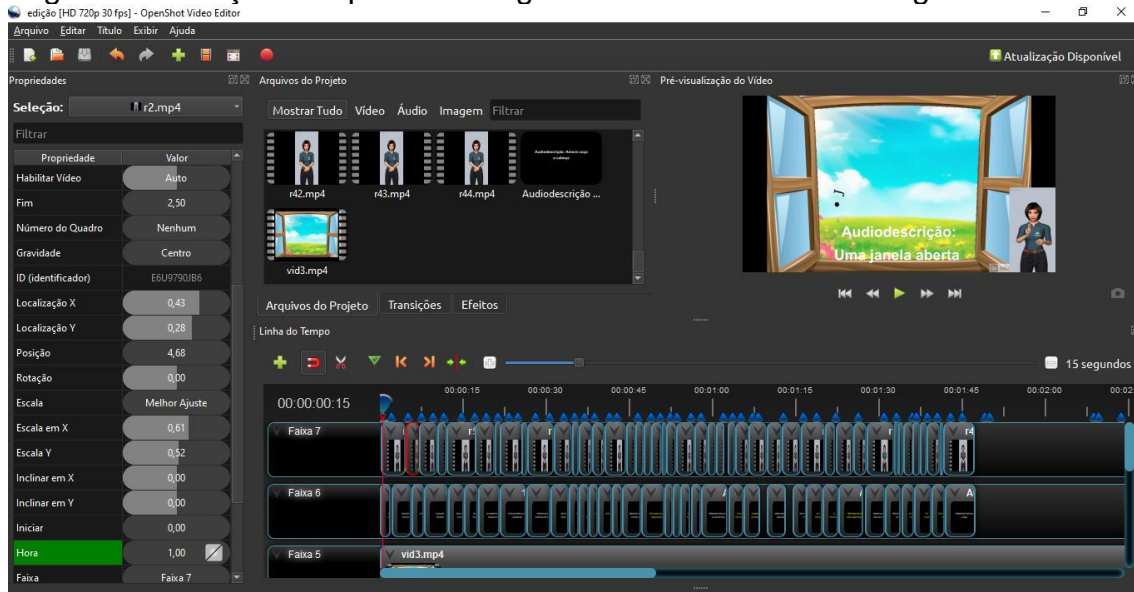 edição [HD 720p 30 fps] - OpenShot Video Editor
Arquivo Editar Título Exibir Ajuda
Atualização Disponível
Propriedades
Arquivos do Projeto
Pré-visualização do Vídeo
Seleção: r2.mp4
Mostrar Tudo Vídeo Áudio Imagem Filtrar
Filtrar
Propriedade Valor
Habilitar Vídeo Auto
Fim 2,50
Número do Quadro Nenhum
Gravidade Centro
ID (identificador) E6U9790JB6
Localização X 0,43
Localização Y 0,28
Posição 4,68
Rotação 0,00
Escala Melhor Ajuste
Escala em X 0,61
Escala Y 0,52
Inclinar em X 0,00
Inclinar em Y 0,00
Iniciar 0,00
Hora 1,00
Faixa Faixa 7
r42.mp4 r43.mp4 r44.mp4 Audiodescrição ...
vid3.mp4
Arquivos do Projeto Transições Efeitos
Audiodescrição:
Uma janela aberta
Linha do Tempo
15 segundos
00:00:00:15
00:00:15 00:00:30 00:00:45 00:01:00 00:01:15 00:01:30 00:01:45 00:02:00 00:02
Faixa 7
r4
Faixa 6
A
Faixa 5
vid3.mp4